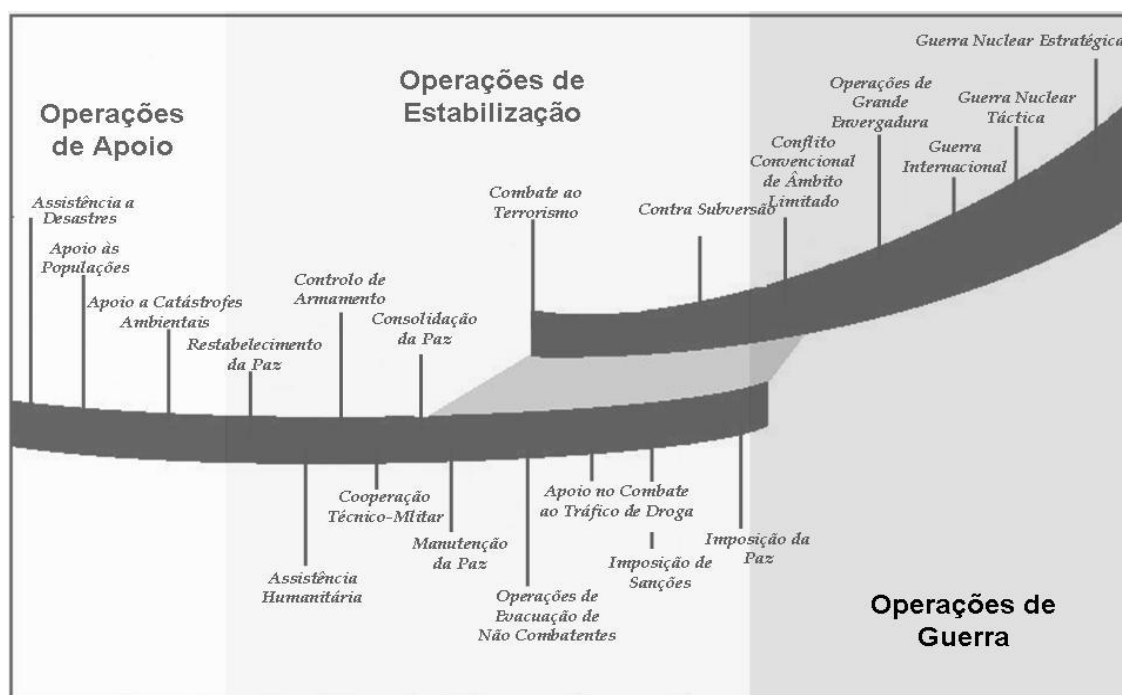 Operações
de Apoio
Operações de
Estabilização
Operações de
Guerra
Assistência a
Desastres
Apoio às
Populações
Apoio a Catástrofes
Ambientais
Restabelecimento
da Paz
Controlo de
Armamento
Consolidação
da Paz
Combate ao
Terrorismo
Contra Subversão
Conflito
Convencional
de Âmbito
Limitado
Operações de
Grande
Envergadura
Guerra
Internacional
Guerra Nuclear
Táctica
Guerra Nuclear Estratégica
Assistência
Humanitária
Cooperação
Técnico-Mlitar
Manutenção
da Paz
Operações de
Evacuação de
Não Combatentes
Apoio no Combate
ao Tráfico de Droga
Imposição de
Sanções
Imposição da
Paz